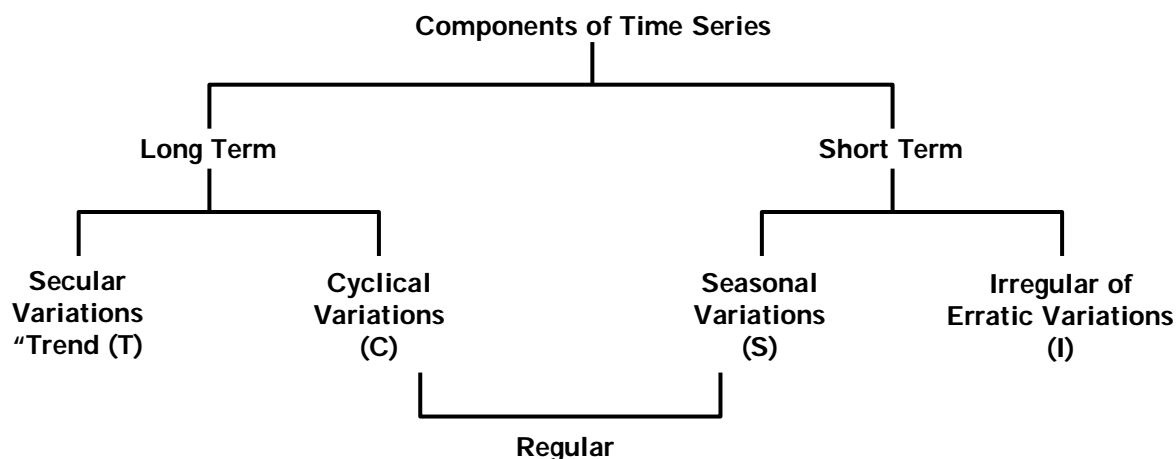 Components of Time Series
Long Term
Short Term
Secular
Variations
“Trend (T)
Cyclical
Variations
(C)
Seasonal
Variations
(S)
Irregular of
Erratic Variations
(I)
Regular